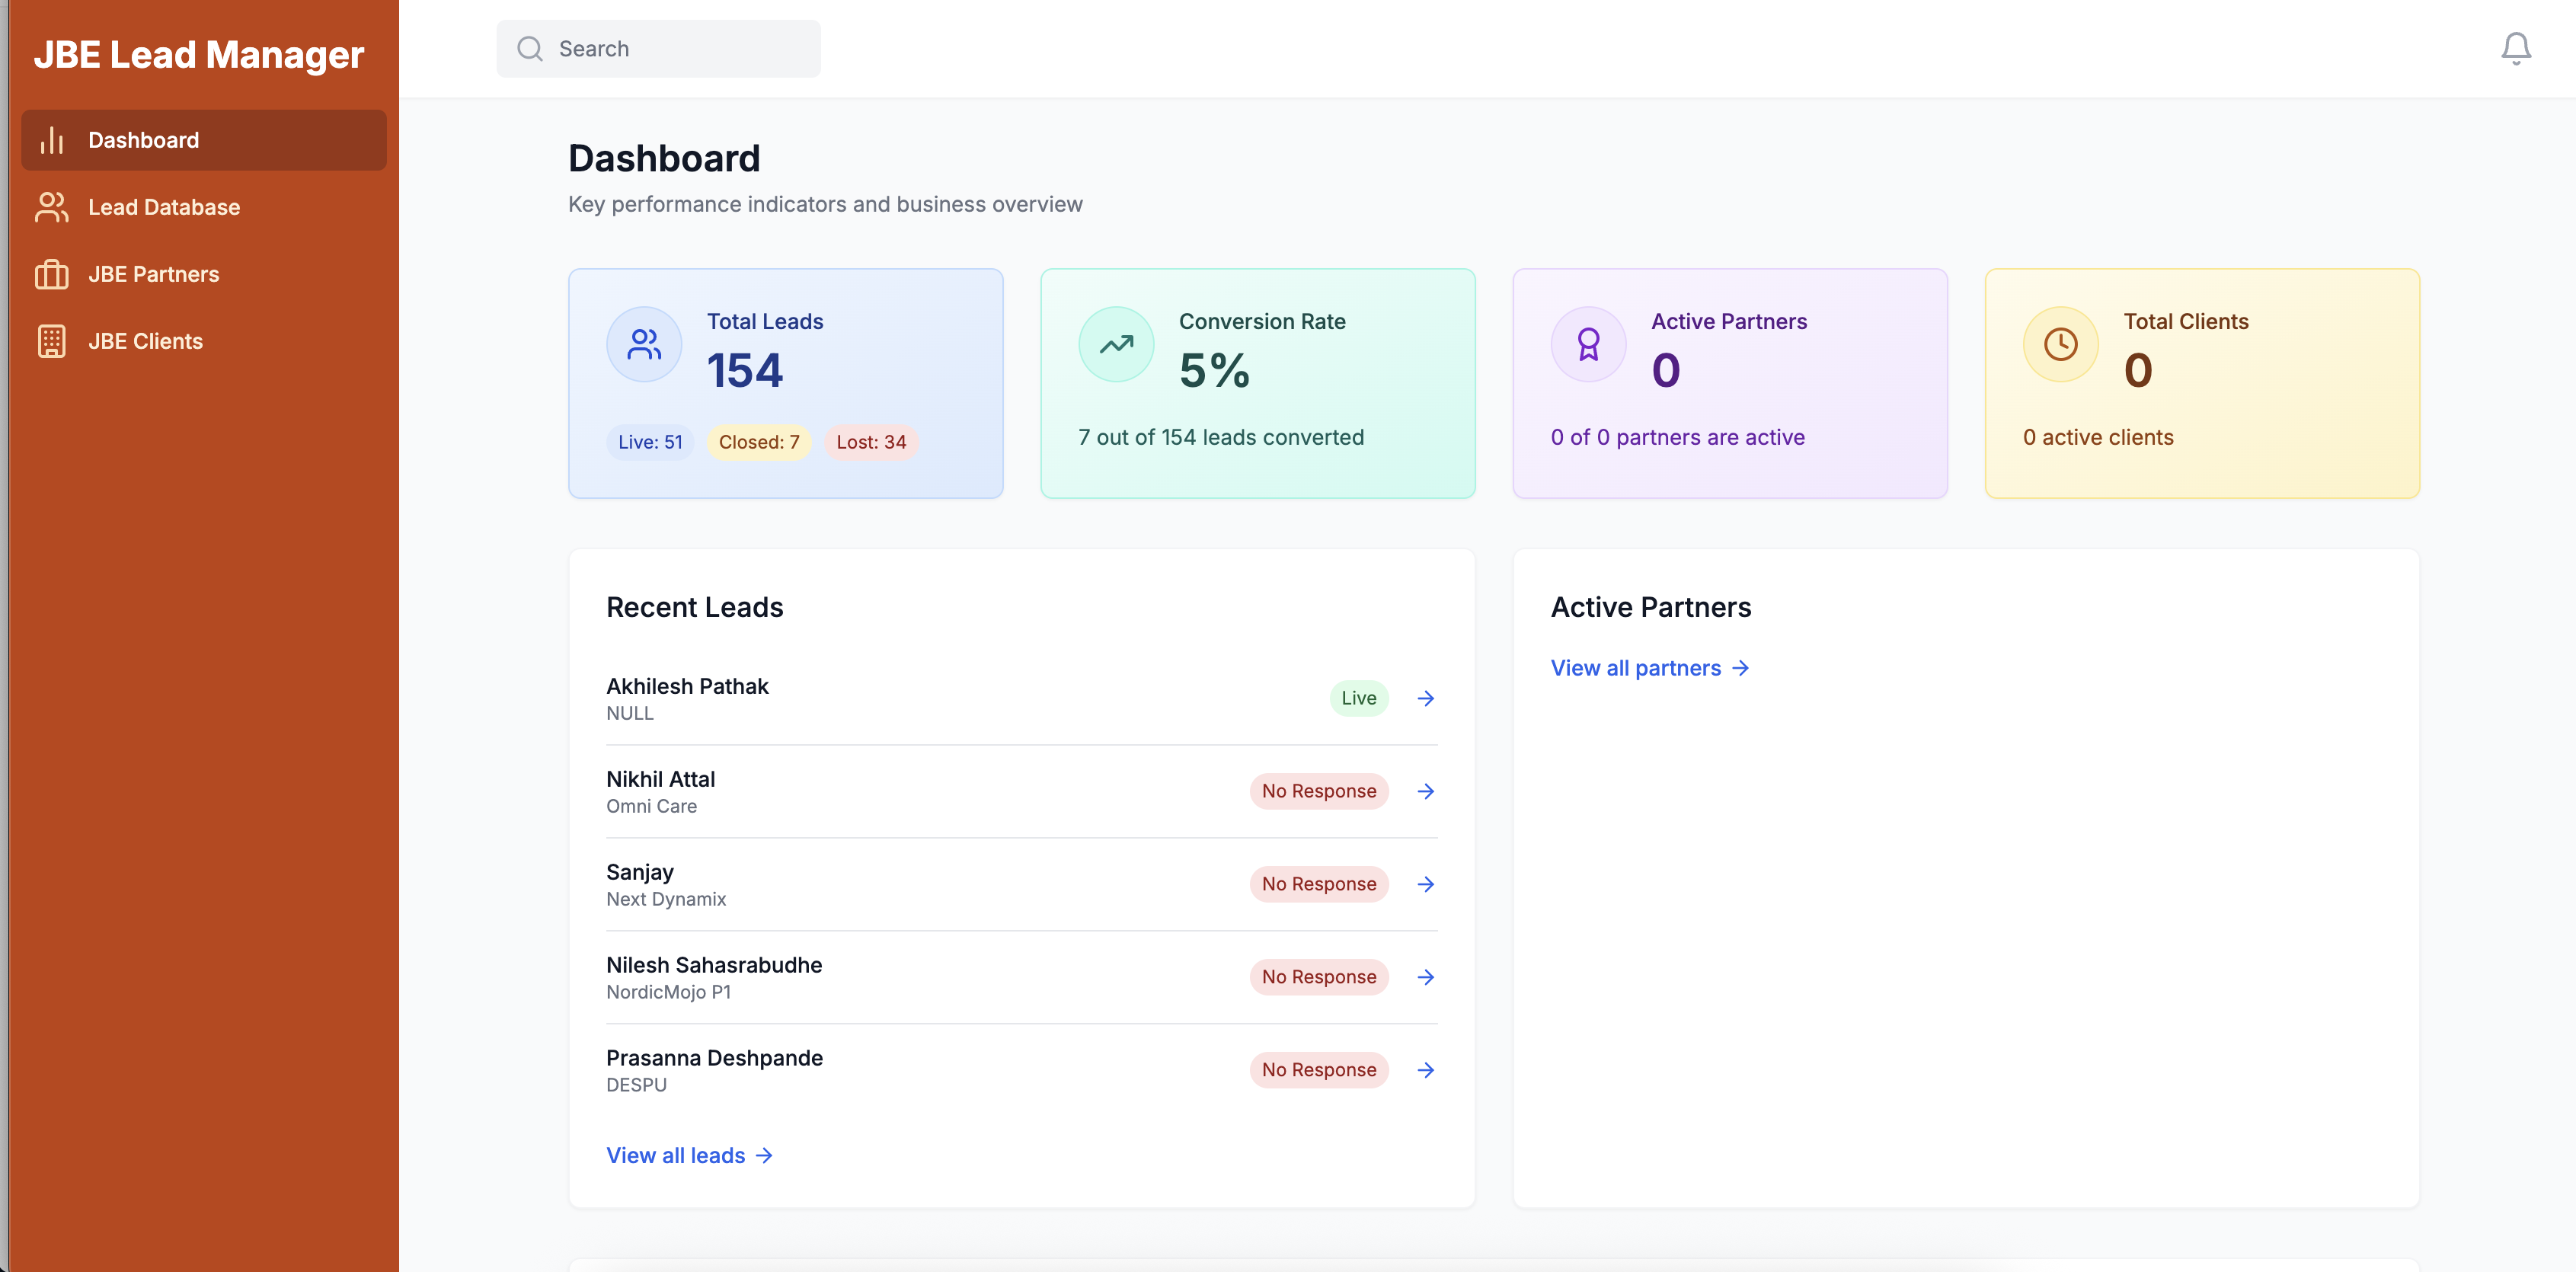 JBE Lead Manager
Dashboard
Lead Database
JBE Partners
JBE Clients
Search
Dashboard
Key performance indicators and business overview
Total Leads
154
Live: 51
Closed: 7
Lost: 34
Conversion Rate
5%
7 out of 154 leads converted
Active Partners
0
0 of 0 partners are active
Total Clients
0
0 active clients
Recent Leads
Akhilesh Pathak
NULL
Live
Nikhil Attal
Omni Care
No Response
Sanjay
Next Dynamix
No Response
Nilesh Sahasrabudhe
NordicMojo P1
No Response
Prasanna Deshpande
DESPU
No Response
View all leads
Active Partners
View all partners